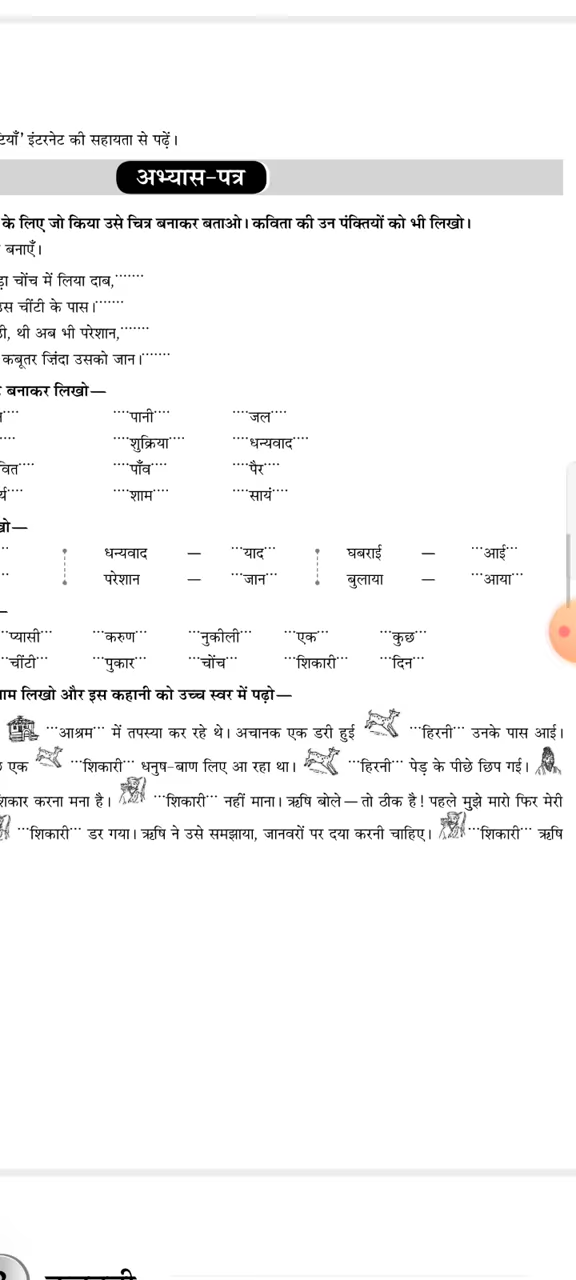 टियाँ' इंटरनेट की सहायता से पढ़ें।
अभ्यास-पत्र
के लिए जो किया उसे चित्र बनाकर बताओ। कविता की उन पंक्तियों को भी लिखो।
बनाएँ।
ड़ा चोंच में लिया दाब,
उस चींटी के पास।
ठी, थी अब भी परेशान,
कबूतर ज़िंदा उसको जान।
बनाकर लिखो—
पानी जल
शुक्रिया धन्यवाद
वित पाँव पैर
र्य शाम सायं
खो—
धन्यवाद — याद घबराई — आई
परेशान — जान बुलाया — आया
—
प्यासी करुण नुकीली एक कुछ
चींटी पुकार चोंच शिकारी दिन
नाम लिखो और इस कहानी को उच्च स्वर में पढ़ो—
आश्रम में तपस्या कर रहे थे। अचानक एक डरी हुई हिरनी उनके पास आई।
एक शिकारी धनुष-बाण लिए आ रहा था। हिरनी पेड़ के पीछे छिप गई।
शिकार करना मना है। शिकारी नहीं माना। ऋषि बोले— तो ठीक है! पहले मुझे मारो फिर मेरी
शिकारी डर गया। ऋषि ने उसे समझाया, जानवरों पर दया करनी चाहिए। शिकारी ऋषि